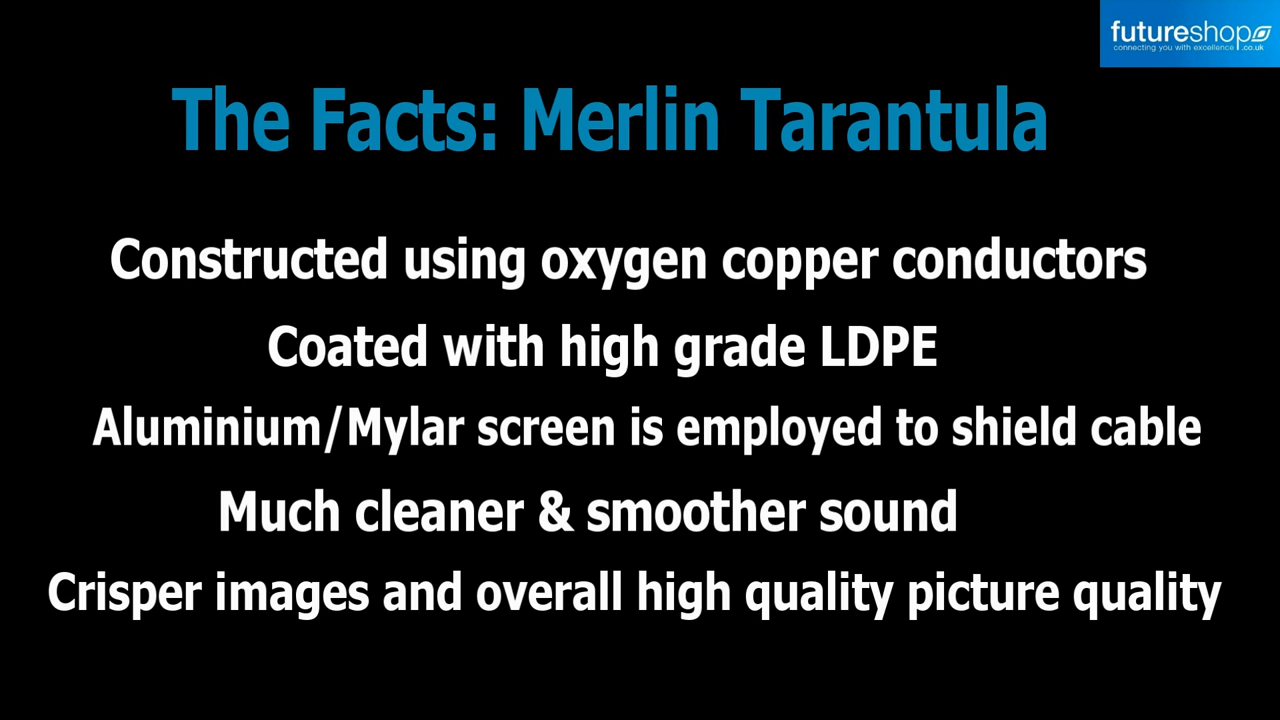 futureshop
connecting you with excellence .co.uk
The Facts: Merlin Tarantula
Constructed using oxygen copper conductors
Coated with high grade LDPE
Aluminium/Mylar screen is employed to shield cable
Much cleaner & smoother sound
Crisper images and overall high quality picture quality